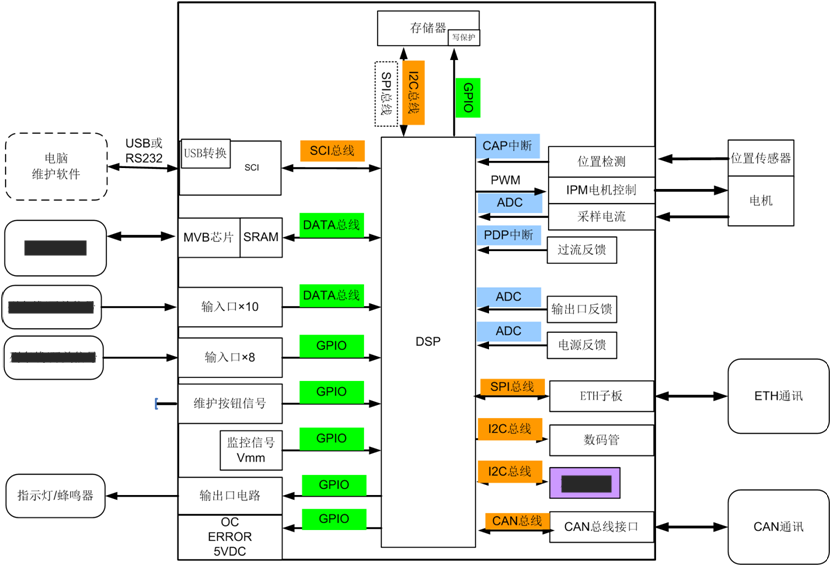 存储器
写保护
SPI总线
I2C总线
GPIO
电脑
维护软件
USB或
RS232
USB转换
SCI
SCI总线
MVB芯片
SRAM
DATA总线
输入口×10
DATA总线
输入口×8
GPIO
维护按钮信号
GPIO
监控信号
Vmm
GPIO
指示灯/蜂鸣器
输出口电路
GPIO
OC
ERROR
5VDC
GPIO
DSP
CAP中断
位置检测
位置传感器
PWM
IPM电机控制
电机
ADC
采样电流
PDP中断
过流反馈
ADC
输出口反馈
ADC
电源反馈
SPI总线
ETH子板
ETH通讯
I2C总线
数码管
I2C总线
CAN总线
CAN总线接口
CAN通讯